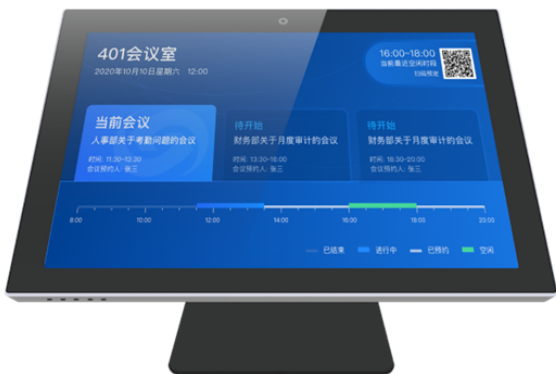 401会议室
2020年10月10日星期六 12:00
16:00~18:00
当前最近空闲时段
扫码预定
当前会议
人事部关于考勤问题的会议
时间: 11:30-13:30
会议预约人: 张三
待开始
财务部关于月度审计的会议
时间: 13:30-16:00
会议预约人: 张三
待开始
财务部关于月度审计的会议
时间: 18:30-20:00
会议预约人: 张三
8:00 10:00 12:00 14:00 16:00 18:00 20:00
已结束 进行中 已预约 空闲